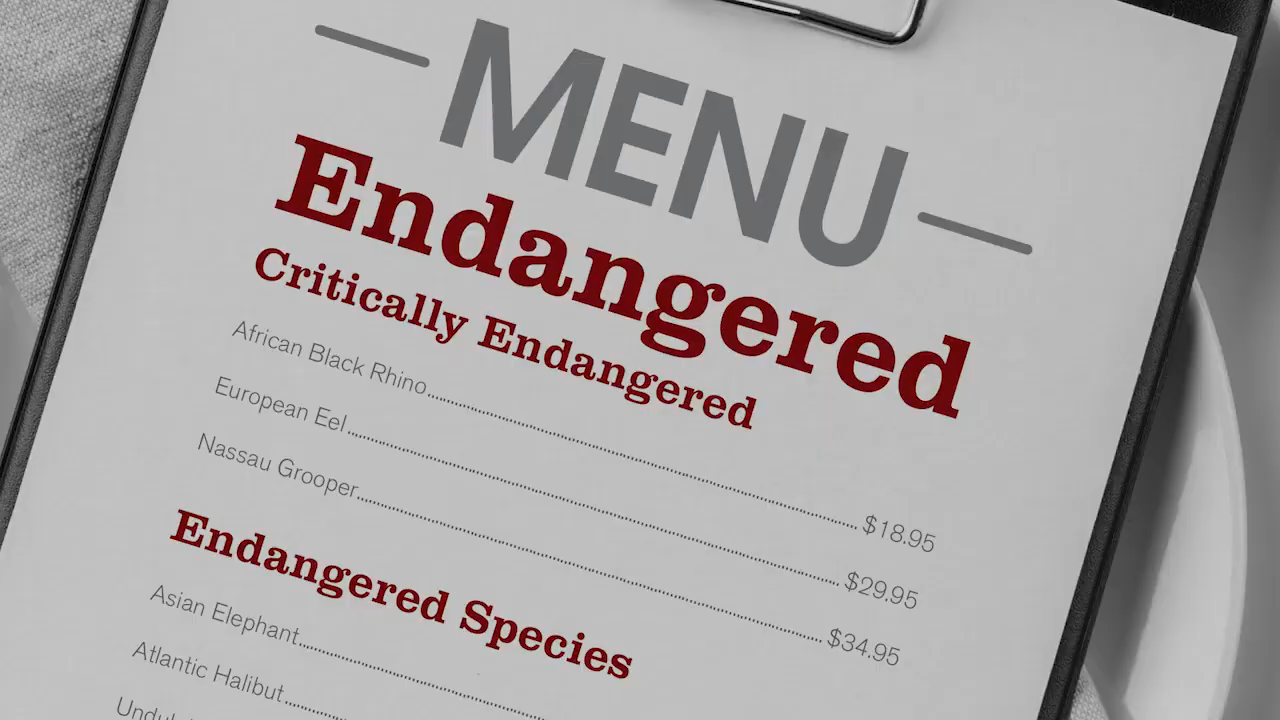 MENU
Endangered
Critically Endangered
African Black Rhino $18.95
European Eel $29.95
Nassau Grooper $34.95
Endangered Species
Asian Elephant
Atlantic Halibut